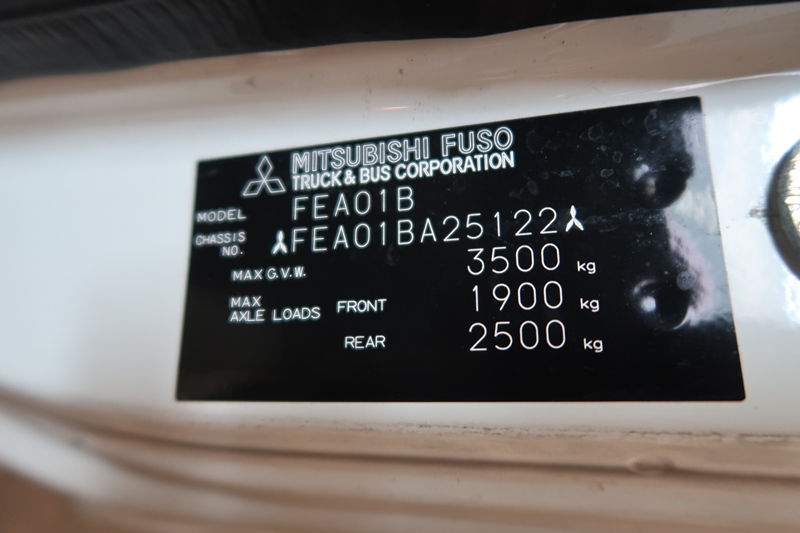 MITSUBISHI FUSO
TRUCK & BUS CORPORATION
MODEL FEA01B
CHASSIS NO. FEA01BA25122
MAX G.V.W. 3500 kg
MAX AXLE LOADS FRONT 1900 kg
REAR 2500 kg